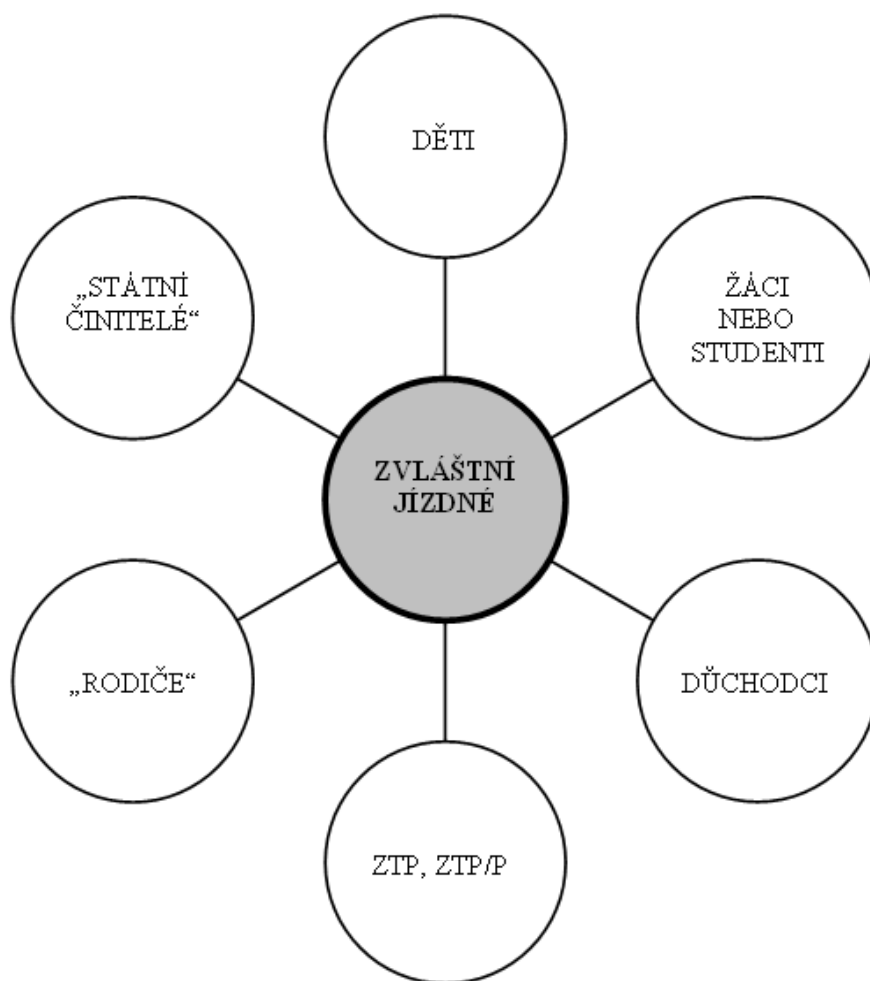 DĚTI
„STÁTNÍ
ČINITELÉ“
ŽÁCI
NEBO
STUDENTI
ZVLÁŠTNÍ
JÍZDNÉ
„RODIČE“
DŮCHODCI
ZTP, ZTP/P